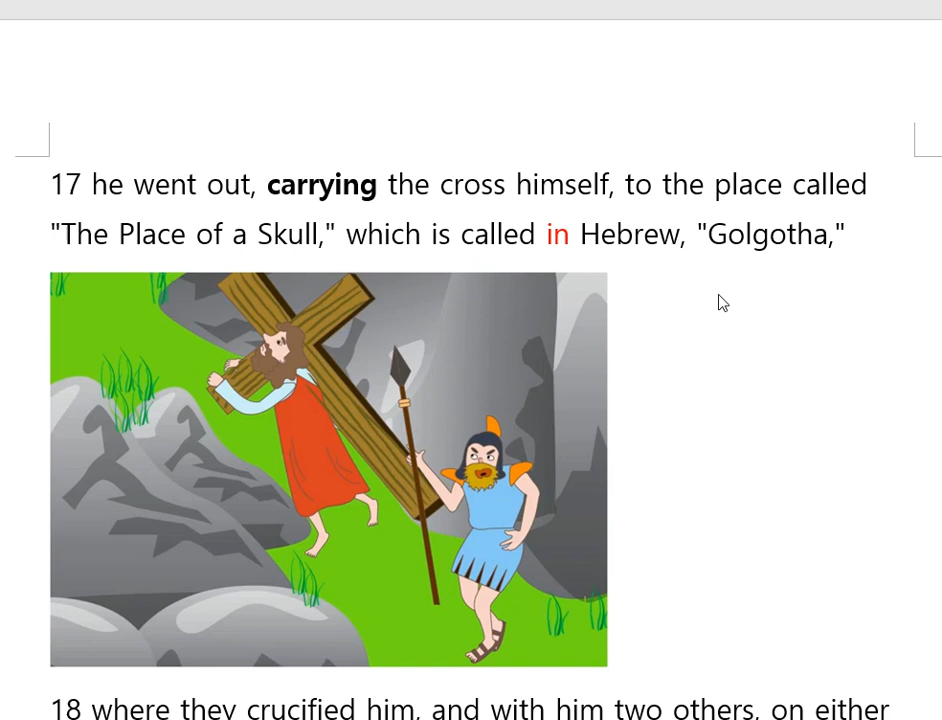 17 he went out, carrying the cross himself, to the place called
"The Place of a Skull," which is called in Hebrew, "Golgotha,"
18 where they crucified him, and with him two others, on either